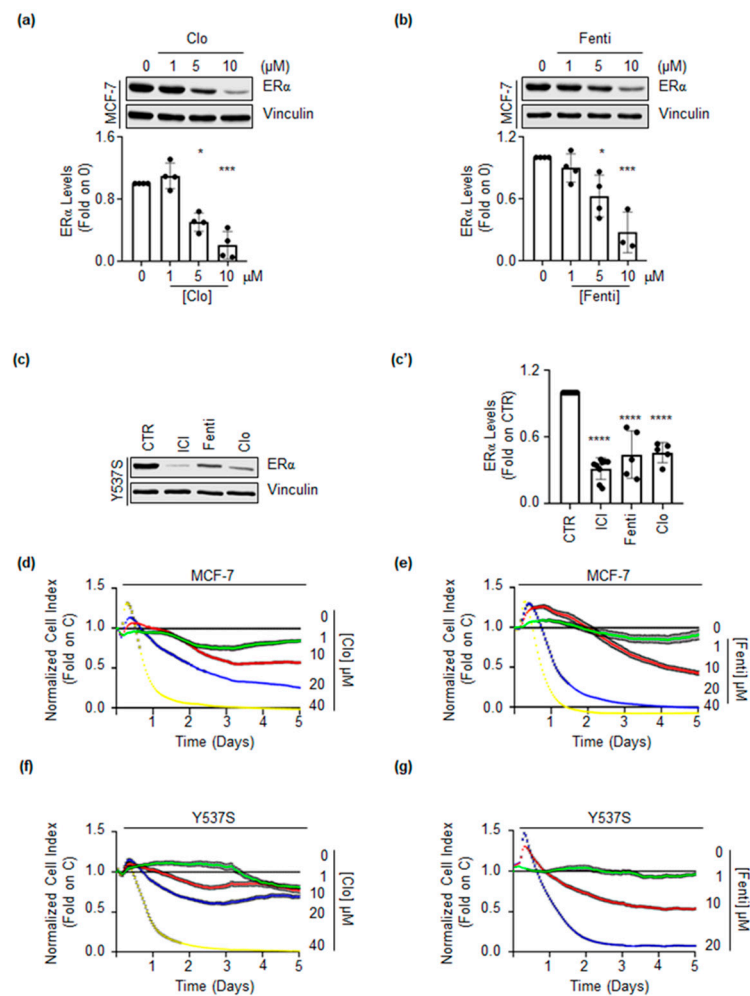 (a)
Clo
0 1 5 10 (μM)
MCF-7
ERα
Vinculin
ERα Levels
(Fold on 0)
1.6
0.8
0.0
*
***
0 1 5 10 μM
[Clo]
(b)
Fenti
0 1 5 10 (μM)
MCF-7
ERα
Vinculin
ERα Levels
(Fold on 0)
1.2
0.6
0.0
*
***
0 1 5 10 μM
[Fenti]
(c)
CTR ICI Fenti Clo
Y537S
ERα
Vinculin
(c')
ERα Levels
(Fold on CTR)
1.2
0.6
0.0
**** **** ****
CTR ICI Fenti Clo
(d)
MCF-7
Normalized Cell Index
(Fold on C)
1.5
1.0
0.5
0.0
1 2 3 4 5
Time (Days)
0
1
10
20
40
[Clo] μM
(e)
MCF-7
Normalized Cell Index
(Fold on C)
1.5
1.0
0.5
0.0
1 2 3 4 5
Time (Days)
0
1
10
20
40
[Fenti] μM
(f)
Y537S
Normalized Cell Index
(Fold on C)
1.5
1.0
0.5
0.0
1 2 3 4 5
Time (Days)
0
1
10
20
40
[Clo] μM
(g)
Y537S
Normalized Cell Index
(Fold on C)
1.5
1.0
0.5
0.0
1 2 3 4 5
Time (Days)
0
1
10
20
[Fenti] μM